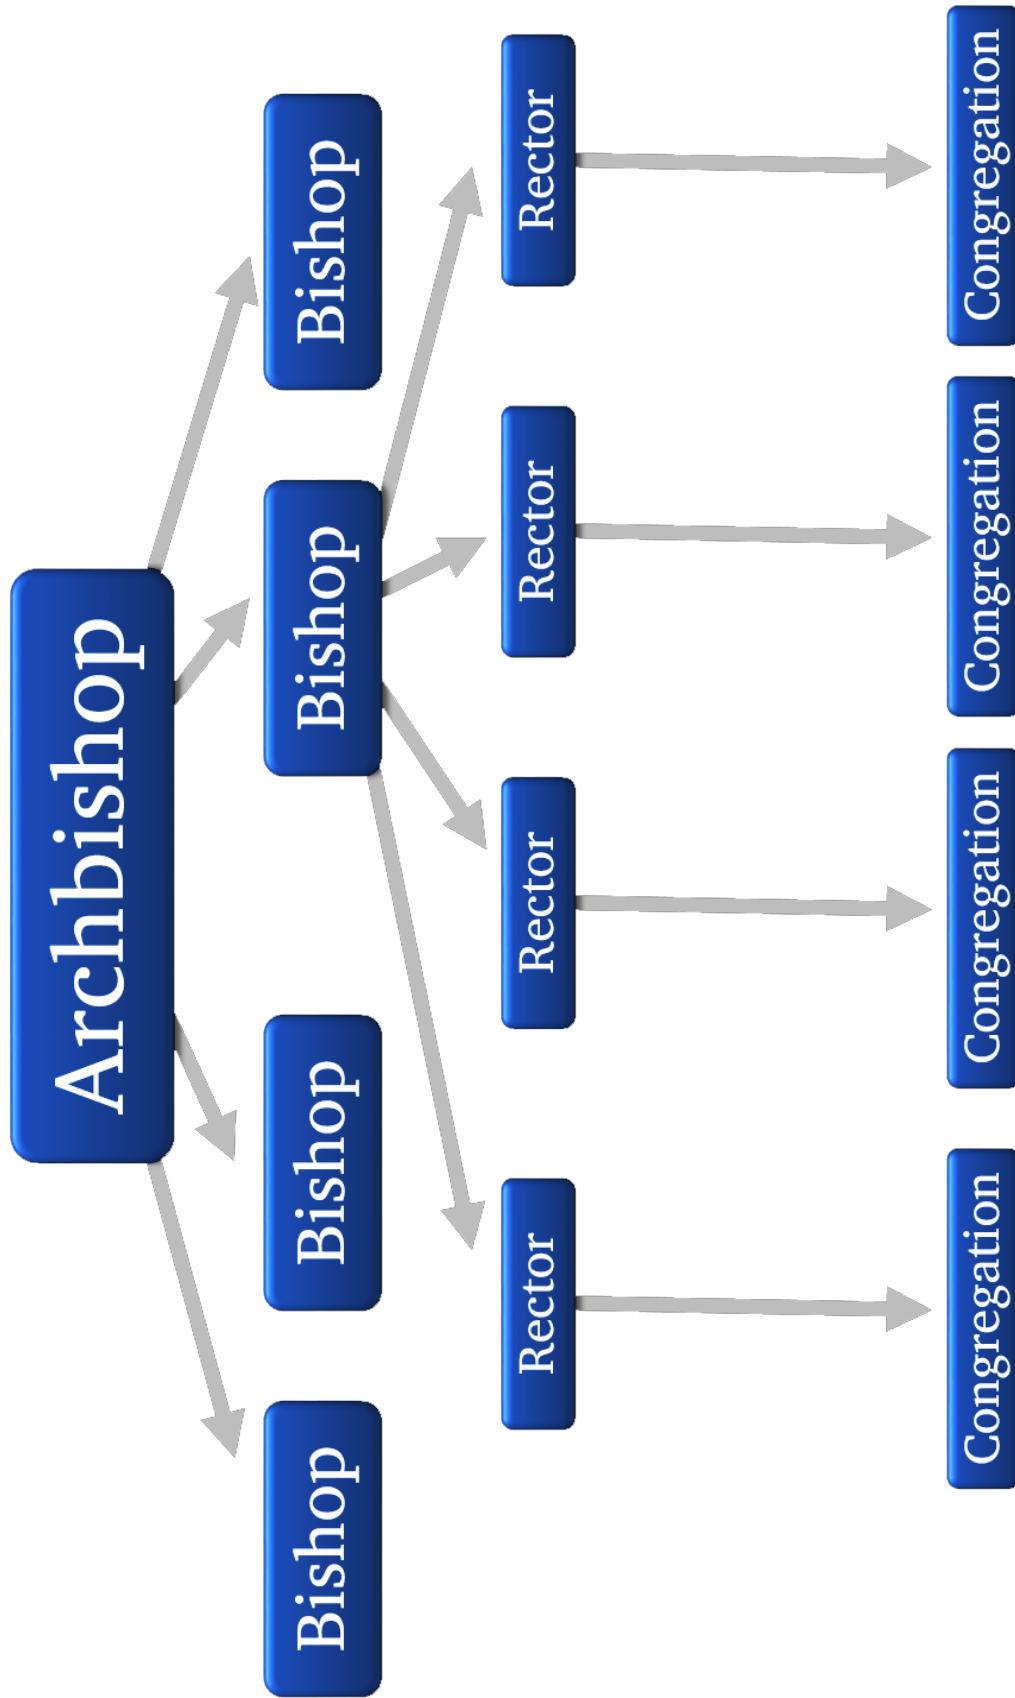 Archbishop
Bishop
Bishop
Bishop
Bishop
Rector
Rector
Rector
Rector
Congregation
Congregation
Congregation
Congregation